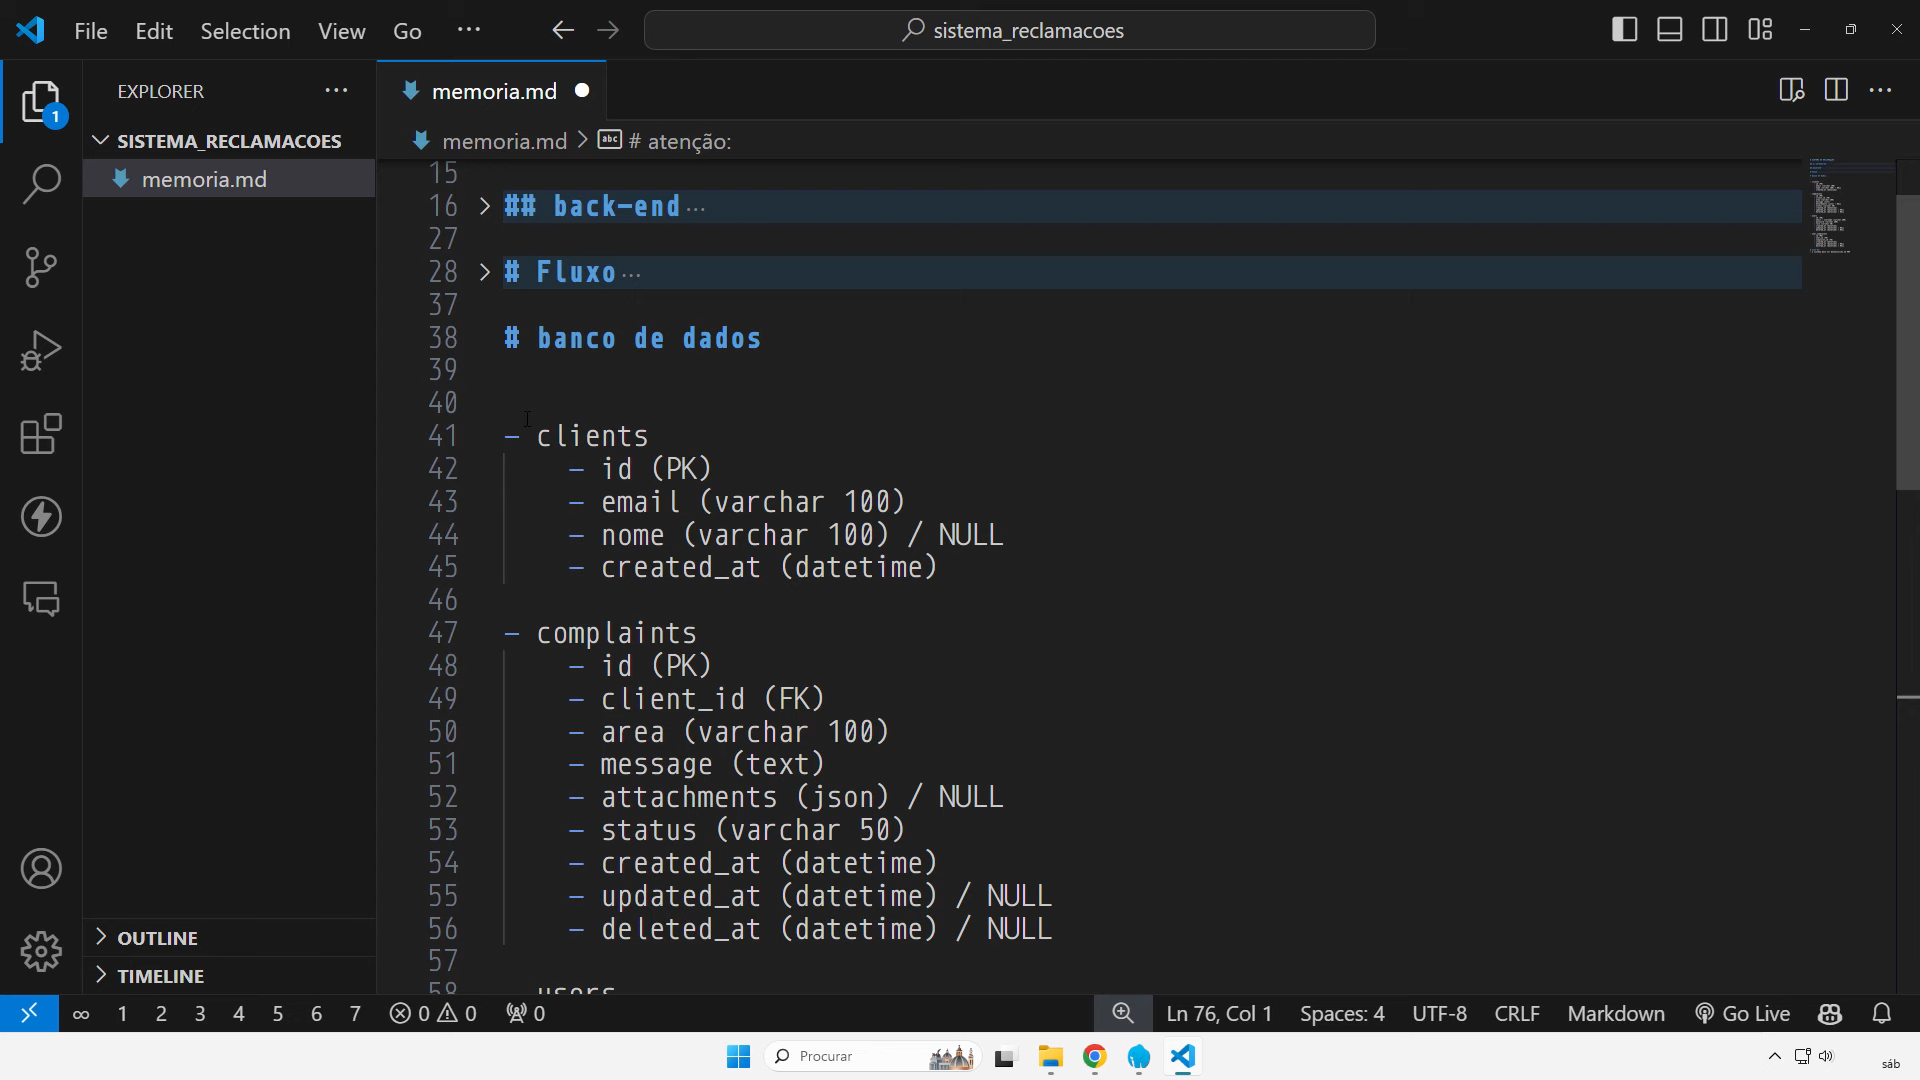 File Edit Selection View Go ···
sistema_reclamacoes
EXPLORER ···
SISTEMA_RECLAMACOES
memoria.md
1
memoria.md
memoria.md > # atenção:
15
16 ## back-end ···
27
28 # Fluxo ···
37
38 # banco de dados
39
40
41 - clients
42 - id (PK)
43 - email (varchar 100)
44 - nome (varchar 100) / NULL
45 - created_at (datetime)
46
47 - complaints
48 - id (PK)
49 - client_id (FK)
50 - area (varchar 100)
51 - message (text)
52 - attachments (json) / NULL
53 - status (varchar 50)
54 - created_at (datetime)
55 - updated_at (datetime) / NULL
56 - deleted_at (datetime) / NULL
57
58 users
OUTLINE
TIMELINE
∞ 1 2 3 4 5 6 7 0 0 0
Ln 76, Col 1 Spaces: 4 UTF-8 CRLF Markdown Go Live
Procurar
sáb